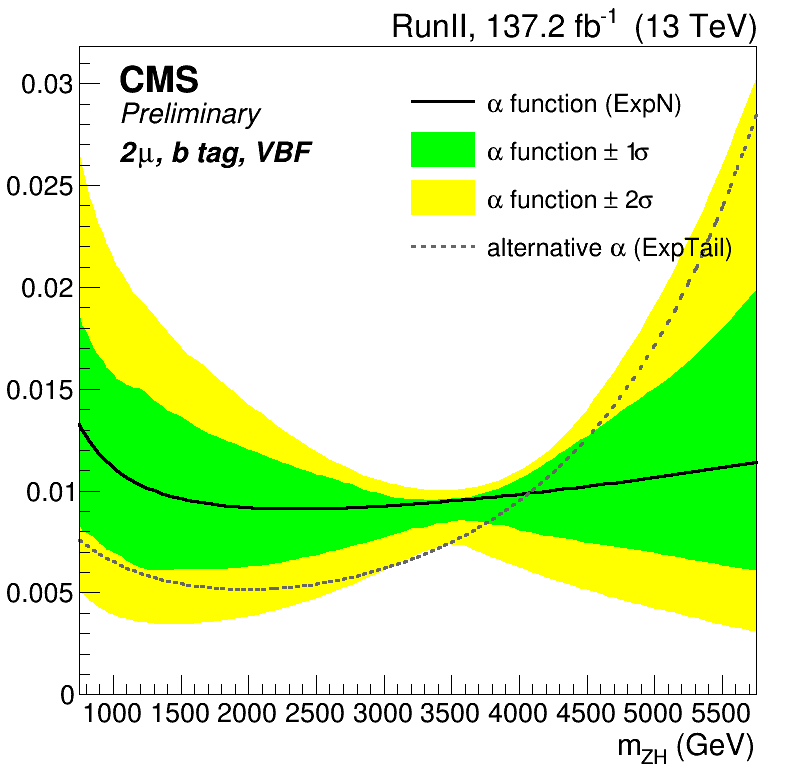 RunII, 137.2 fb⁻¹ (13 TeV)
CMS
Preliminary
2μ, b tag, VBF
α function (ExpN)
α function ± 1σ
α function ± 2σ
alternative α (ExpTail)
0.03
0.025
0.02
0.015
0.01
0.005
0
1000 1500 2000 2500 3000 3500 4000 4500 5000 5500
m_ZH (GeV)